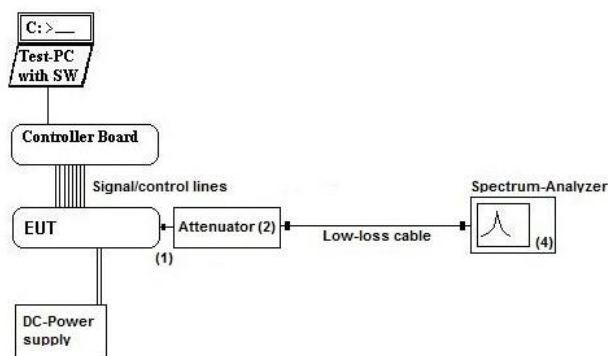 C: >__
Test-PC
with SW
Controller Board
Signal/control lines
Spectrum-Analyzer
EUT
Attenuator (2)
Low-loss cable
(4)
(1)
DC-Power
supply